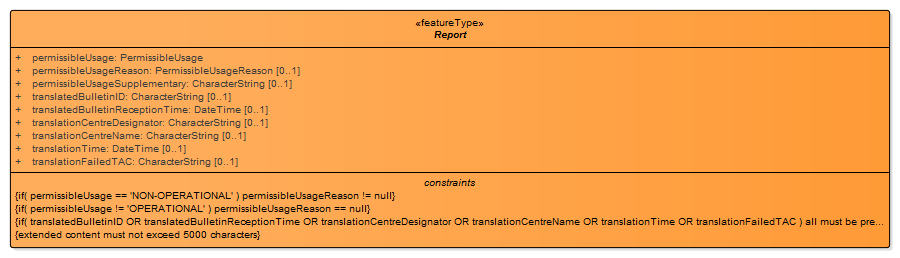 «featureType»
Report
+ permissibleUsage: PermissibleUsage
+ permissibleUsageReason: PermissibleUsageReason [0..1]
+ permissibleUsageSupplementary: CharacterString [0..1]
+ translatedBulletinID: CharacterString [0..1]
+ translatedBulletinReceptionTime: DateTime [0..1]
+ translationCentreDesignator: CharacterString [0..1]
+ translationCentreName: CharacterString [0..1]
+ translationTime: DateTime [0..1]
+ translationFailedTAC: CharacterString [0..1]
constraints
{if( permissibleUsage == 'NON-OPERATIONAL' ) permissibleUsageReason != null}
{if( permissibleUsage != 'OPERATIONAL' ) permissibleUsageReason == null}
{if( translatedBulletinID OR translatedBulletinReceptionTime OR translationCentreDesignator OR translationCentreName OR translationTime OR translationFailedTAC ) all must be pre...
{extended content must not exceed 5000 characters}